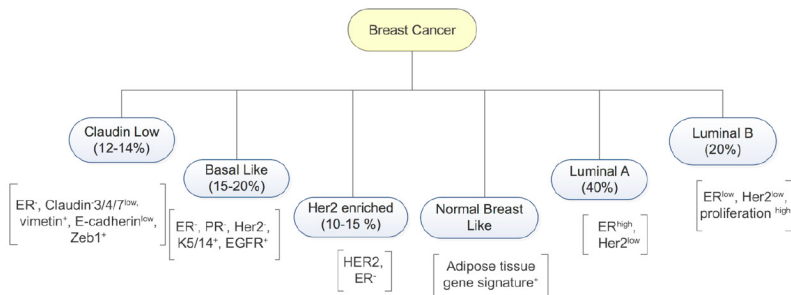 Breast Cancer
Claudin Low
(12-14%)
ER⁻, Claudin-3/4/7ˡᵒʷ,
vimetin⁺, E-cadherinˡᵒʷ,
Zeb1⁺
Basal Like
(15-20%)
ER⁻, PR⁻, Her2⁻,
K5/14⁺, EGFR⁺
Her2 enriched
(10-15 %)
HER2,
ER⁻
Normal Breast
Like
Adipose tissue
gene signature⁺
Luminal A
(40%)
ERʰⁱᵍʰ,
Her2ˡᵒʷ
Luminal B
(20%)
ERˡᵒʷ, Her2ˡᵒʷ,
proliferation ʰⁱᵍʰ